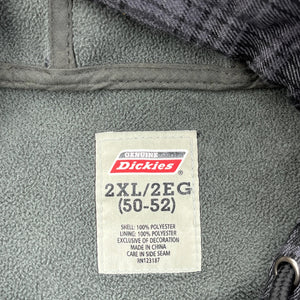 GENUINE
Dickies
2XL/2EG
(50-52)
SHELL: 100% POLYESTER
LINING: 100% POLYESTER
EXCLUSIVE OF DECORATION
MADE IN CHINA
CARE IN SIDE SEAM
RN123187